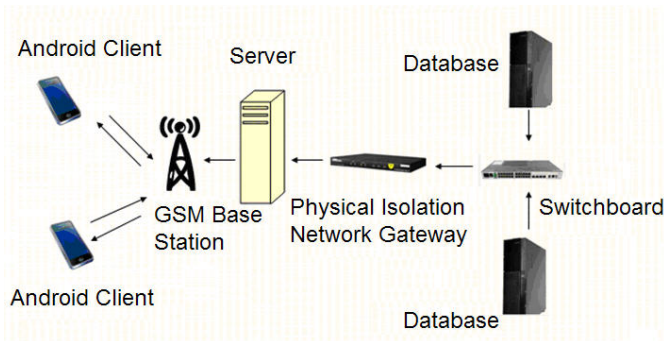 Android Client
Server
Database
GSM Base
Station
Physical Isolation
Network Gateway
Switchboard
Android Client
Database